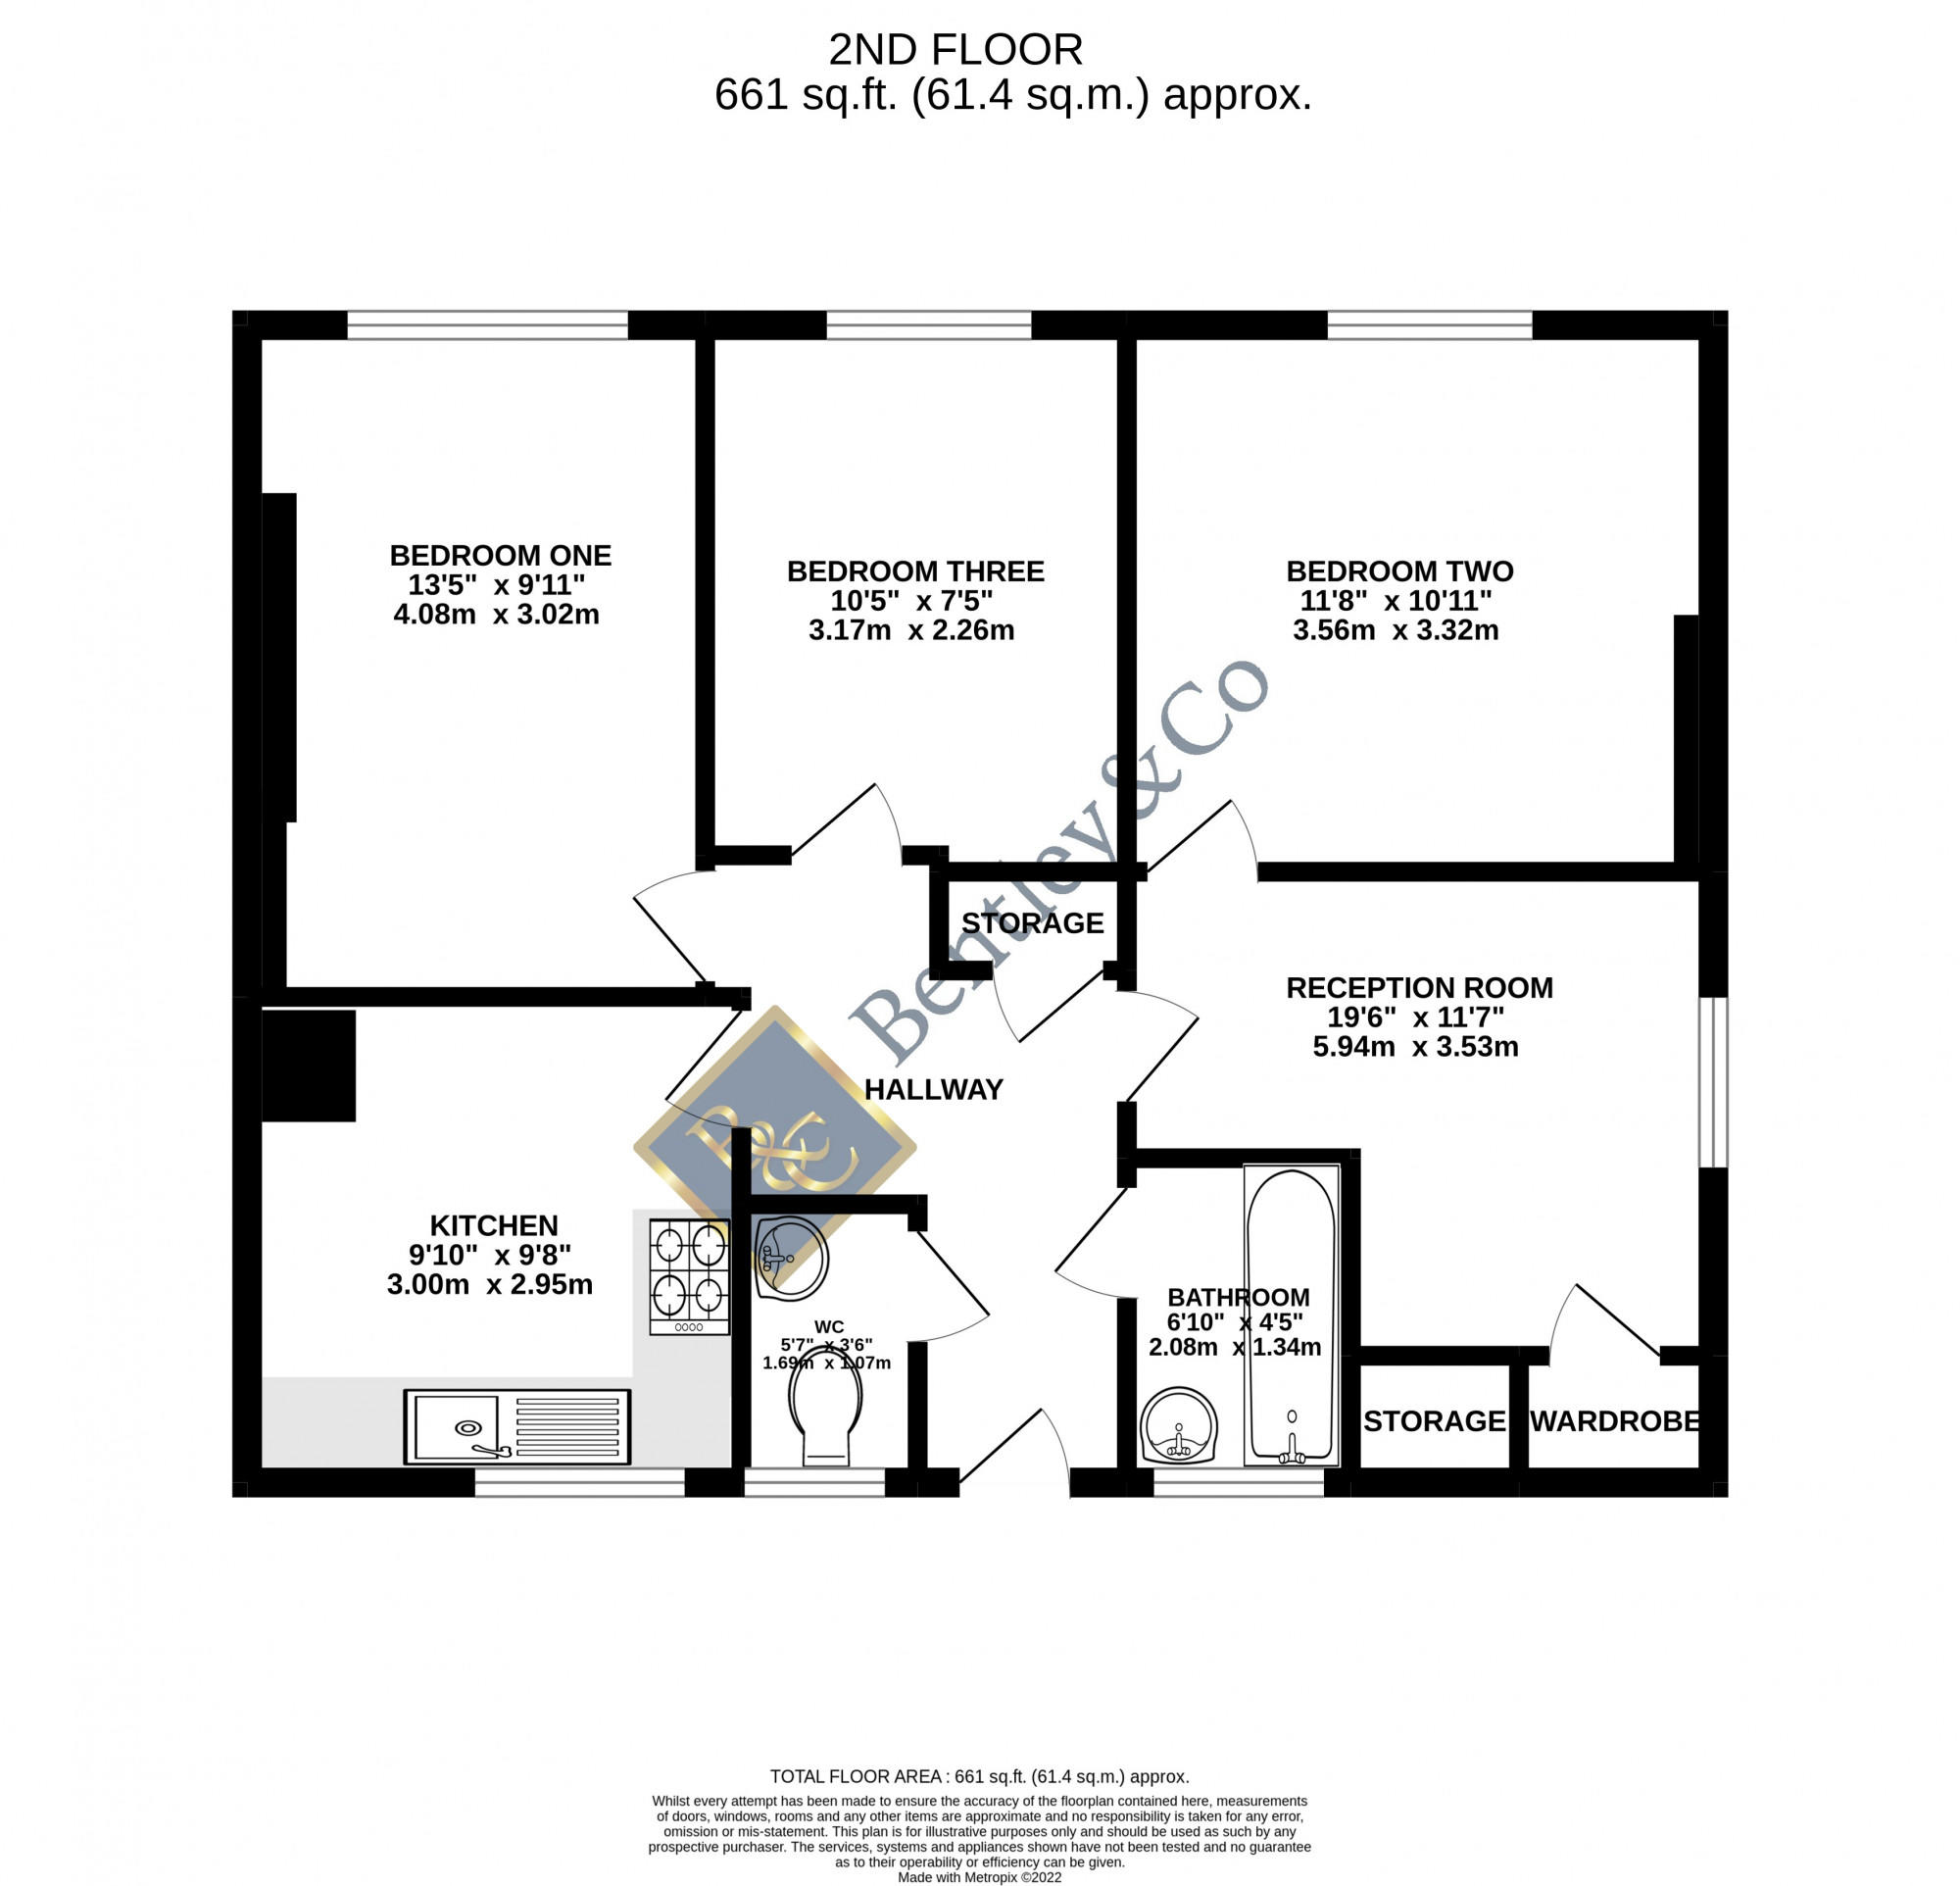 2ND FLOOR
661 sq.ft. (61.4 sq.m.) approx.
BEDROOM ONE
13'5" x 9'11"
4.08m x 3.02m
BEDROOM THREE
10'5" x 7'5"
3.17m x 2.26m
BEDROOM TWO
11'8" x 10'11"
3.56m x 3.32m
Bentley&Co
STORAGE
RECEPTION ROOM
19'6" x 11'7"
5.94m x 3.53m
HALLWAY
B&C
KITCHEN
9'10" x 9'8"
3.00m x 2.95m
WC
5'7" x 3'6"
1.69m x 1.07m
BATHROOM
6'10" x 4'5"
2.08m x 1.34m
STORAGE
WARDROBE
TOTAL FLOOR AREA : 661 sq.ft. (61.4 sq.m.) approx.
Whilst every attempt has been made to ensure the accuracy of the floorplan contained here, measurements
of doors, windows, rooms and any other items are approximate and no responsibility is taken for any error,
omission or mis-statement. This plan is for illustrative purposes only and should be used as such by any
prospective purchaser. The services, systems and appliances shown have not been tested and no guarantee
as to their operability or efficiency can be given.
Made with Metropix ©2022